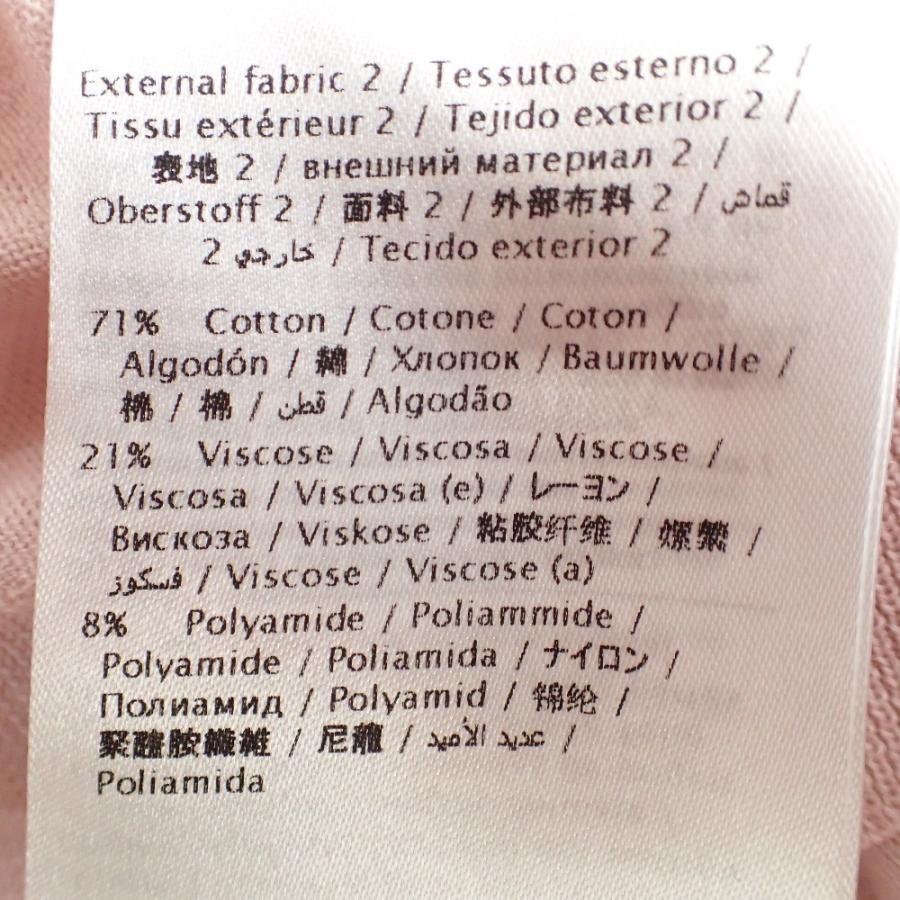 External fabric 2 / Tessuto esterno 2 /
Tissu extérieur 2 / Tejido exterior 2 /
表地 2 / внешний материал 2 /
Oberstoff 2 / 面料 2 / 外部布料 2 / قماش
خارجي 2 / Tecido exterior 2
71% Cotton / Cotone / Coton /
Algodón / 綿 / Хлопок / Baumwolle /
棉 / 棉 / قطن / Algodão
21% Viscose / Viscosa / Viscose /
Viscosa / Viscosa (e) / レーヨン /
Вискоза / Viskose / 粘胶纤维 / 嫘縈 /
فسكوز / Viscose / Viscose (a)
8% Polyamide / Poliammide /
Polyamide / Poliamida / ナイロン /
Полиамид / Polyamid / 锦纶 /
聚醯胺纖維 / 尼龍 / عديد الأميد /
Poliamida